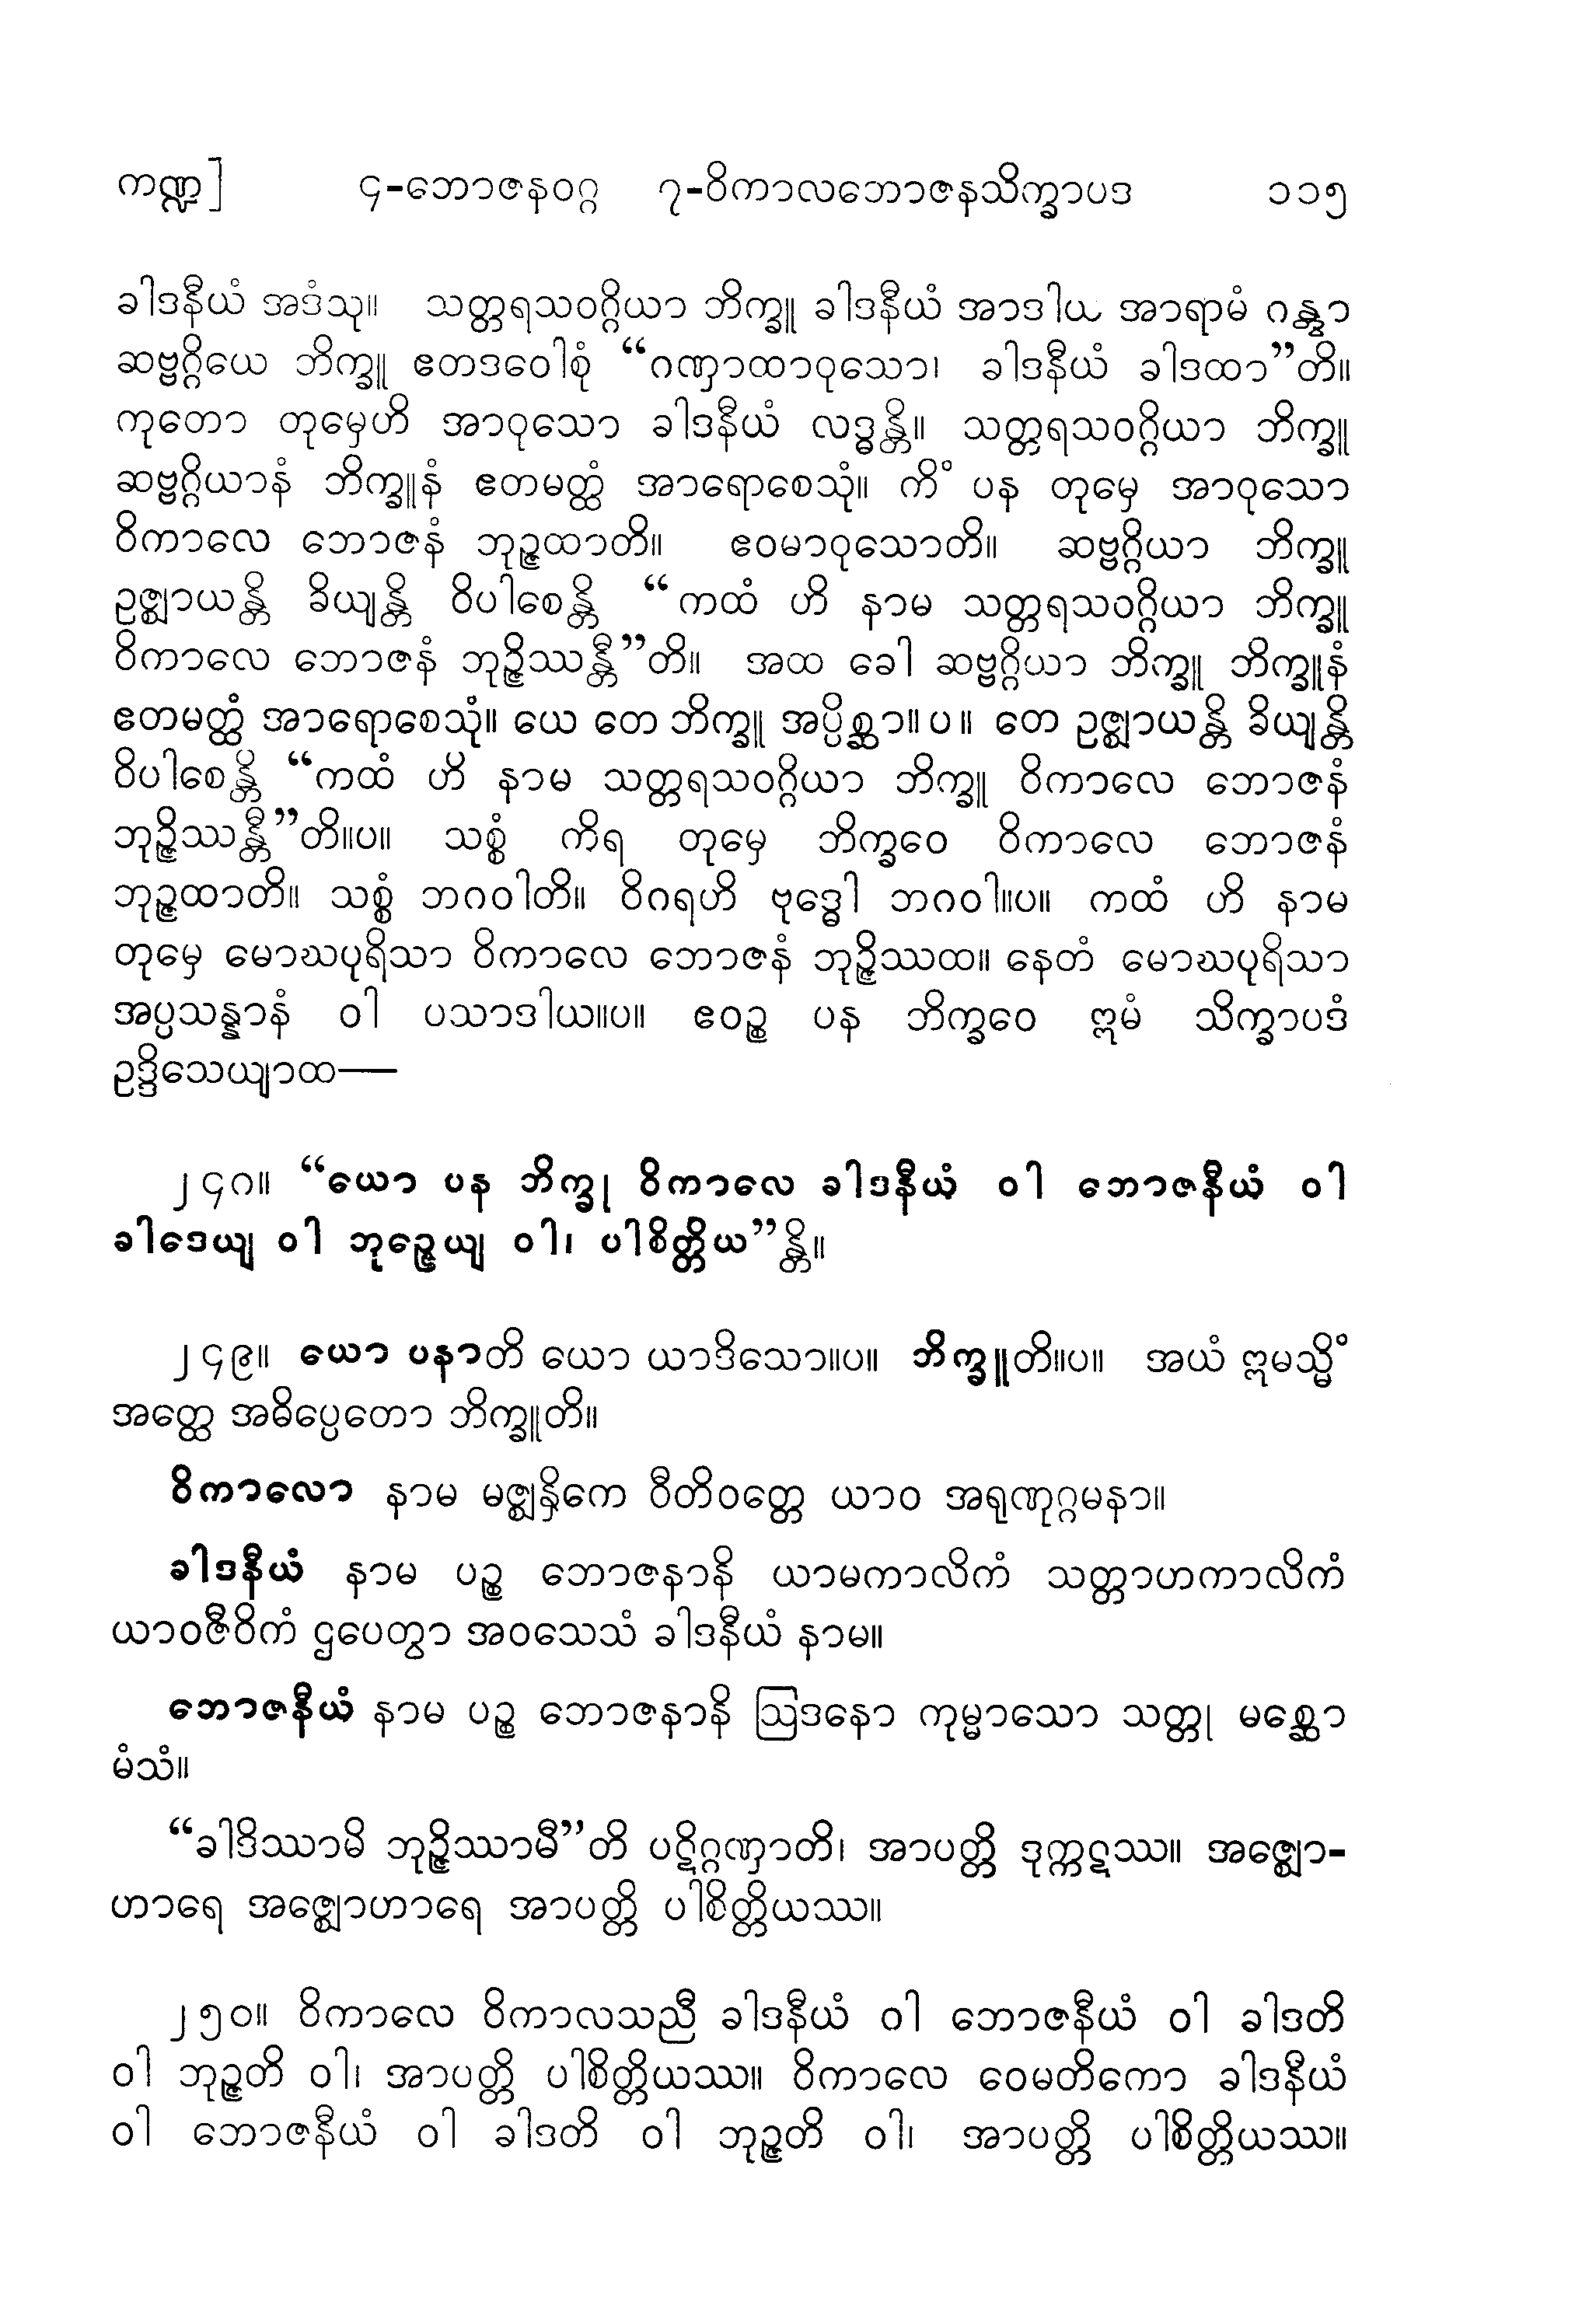 ကဏ္ဍ] ၄-ဘောဇနဝဂ္ဂ ၇-ဝိကာလဘောဇနသိက္ခာပဒ ၁၁၅
ခါဒနီယံ အဒံသု။ သတ္တရသဝဂ္ဂိယာ ဘိက္ခူ ခါဒနီယံ အာဒါယ အာရာမံ ဂန္တွာ
ဆဗ္ဗဂ္ဂိယေ ဘိက္ခူ ဧတဒဝေါစုံ “ဂဏှာထာဝုသော၊ ခါဒနီယံ ခါဒထာ”တိ။
ကုတော တုမှေဟိ အာဝုသော ခါဒနီယံ လဒ္ဓန္တိ။ သတ္တရသဝဂ္ဂိယာ ဘိက္ခူ
ဆဗ္ဗဂ္ဂိယာနံ ဘိက္ခူနံ ဧတမတ္ထံ အာရောစေသုံ။ ကိံ ပန တုမှေ အာဝုသော
ဝိကာလေ ဘောဇနံ ဘုဉ္ဇထာတိ။ ဧဝမာဝုသောတိ။ ဆဗ္ဗဂ္ဂိယာ ဘိက္ခူ
ဥဇ္ဈာယန္တိ ခိယျန္တိ ဝိပါစေန္တိ “ကထံ ဟိ နာမ သတ္တရသဝဂ္ဂိယာ ဘိက္ခူ
ဝိကာလေ ဘောဇနံ ဘုဉ္ဇိဿန္တီ”တိ။ အထ ခေါ ဆဗ္ဗဂ္ဂိယာ ဘိက္ခူ ဘိက္ခူနံ
ဧတမတ္ထံ အာရောစေသုံ။ ယေ တေ ဘိက္ခူ အပ္ပိစ္ဆာ။ ပ။ တေ ဥဇ္ဈာယန္တိ ခိယျန္တိ
ဝိပါစေန္တိ “ကထံ ဟိ နာမ သတ္တရသဝဂ္ဂိယာ ဘိက္ခူ ဝိကာလေ ဘောဇနံ
ဘုဉ္ဇိဿန္တီ”တိ။ပ။ သစ္စံ ကိရ တုမှေ ဘိက္ခဝေ ဝိကာလေ ဘောဇနံ
ဘုဉ္ဇထာတိ။ သစ္စံ ဘဂဝါတိ။ ဝိဂရဟိ ဗုဒ္ဓေါ ဘဂဝါ။ပ။ ကထံ ဟိ နာမ
တုမှေ မောဃပုရိသာ ဝိကာလေ ဘောဇနံ ဘုဉ္ဇိဿထ။ နေတံ မောဃပုရိသာ
အပ္ပသန္နာနံ ဝါ ပသာဒါယ။ပ။ ဧဝဉ္စ ပန ဘိက္ခဝေ ဣမံ သိက္ခာပဒံ
ဥဒ္ဒိသေယျာထ—
၂၄၈။ “ယော ပန ဘိက္ခု ဝိကာလေ ခါဒနီယံ ဝါ ဘောဇနီယံ ဝါ
ခါဒေယျ ဝါ ဘုဉ္ဇေယျ ဝါ၊ ပါစိတ္တိယ”န္တိ။
၂၄၉။ ယော ပနာတိ ယော ယာဒိသော။ပ။ ဘိက္ခူတိ။ပ။ အယံ ဣမသ္မိံ
အတ္ထေ အဓိပ္ပေတော ဘိက္ခူတိ။
ဝိကာလော နာမ မဇ္ဈန္ဟိကေ ဝီတိဝတ္တေ ယာဝ အရုဏုဂ္ဂမနာ။
ခါဒနီယံ နာမ ပဉ္စ ဘောဇနာနိ ယာမကာလိကံ သတ္တာဟကာလိကံ
ယာဝဇီဝိကံ ဌပေတွာ အဝသေသံ ခါဒနီယံ နာမ။
ဘောဇနီယံ နာမ ပဉ္စ ဘောဇနာနိ ဩဒနော ကုမ္မာသော သတ္တု မစ္ဆော
မံသံ။
“ခါဒိဿာမိ ဘုဉ္ဇိဿာမီ”တိ ပဋိဂ္ဂဏှာတိ၊ အာပတ္တိ ဒုက္ကဋဿ။ အဇ္ဈော-
ဟာရေ အဇ္ဈောဟာရေ အာပတ္တိ ပါစိတ္တိယဿ။
၂၅၀။ ဝိကာလေ ဝိကာလသညီ ခါဒနီယံ ဝါ ဘောဇနီယံ ဝါ ခါဒတိ
ဝါ ဘုဉ္ဇတိ ဝါ၊ အာပတ္တိ ပါစိတ္တိယဿ။ ဝိကာလေ ဝေမတိကော ခါဒနီယံ
ဝါ ဘောဇနီယံ ဝါ ခါဒတိ ဝါ ဘုဉ္ဇတိ ဝါ၊ အာပတ္တိ ပါစိတ္တိယဿ။